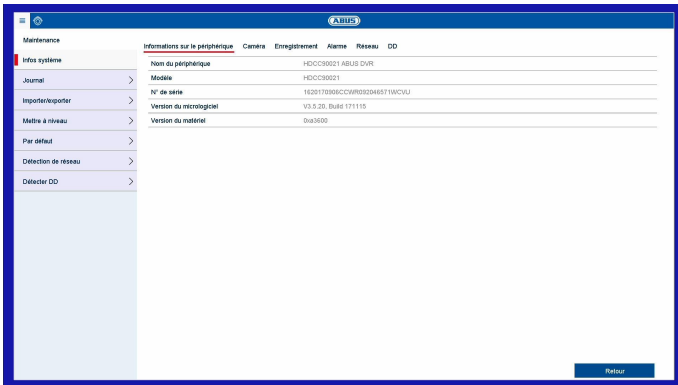 ABUS
Maintenance
Informations sur le périphérique Caméra Enregistrement Alarme Réseau DD
Infos système
Nom du périphérique HDCC90021 ABUS DVR
Journal
Modèle HDCC90021
N° de série 1620170908CCWR092046571WCVU
Importer/exporter
Version du micrologiciel V3.5.20, Build 171115
Mettre à niveau
Version du matériel 0xa3600
Par défaut
Détection de réseau
Détecter DD
Retour